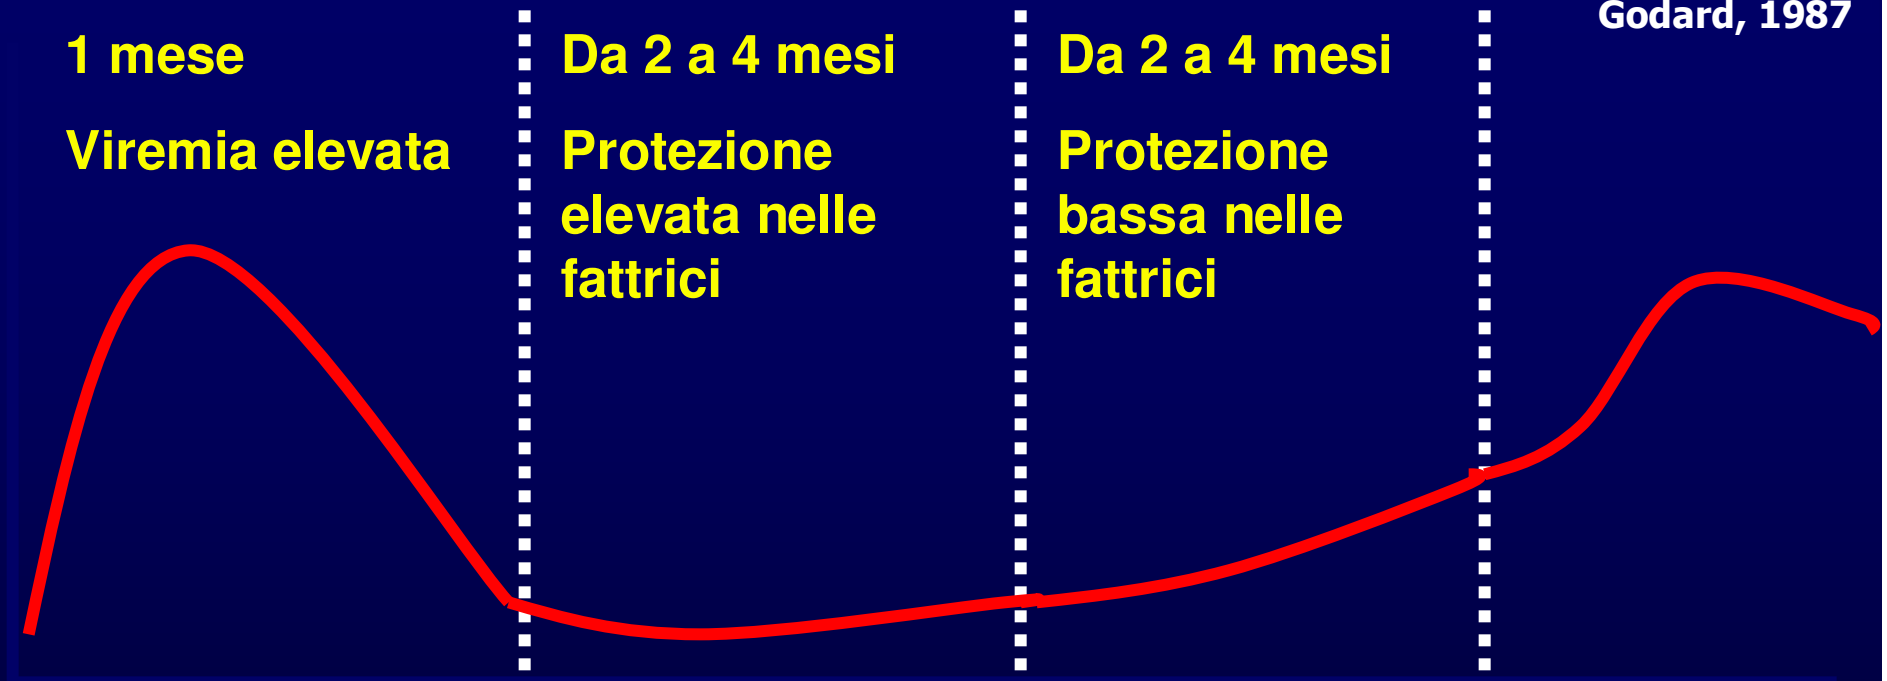 Godard, 1987
1 mese
Viremia elevata
Da 2 a 4 mesi
Protezione
elevata nelle
fattrici
Da 2 a 4 mesi
Protezione
bassa nelle
fattrici